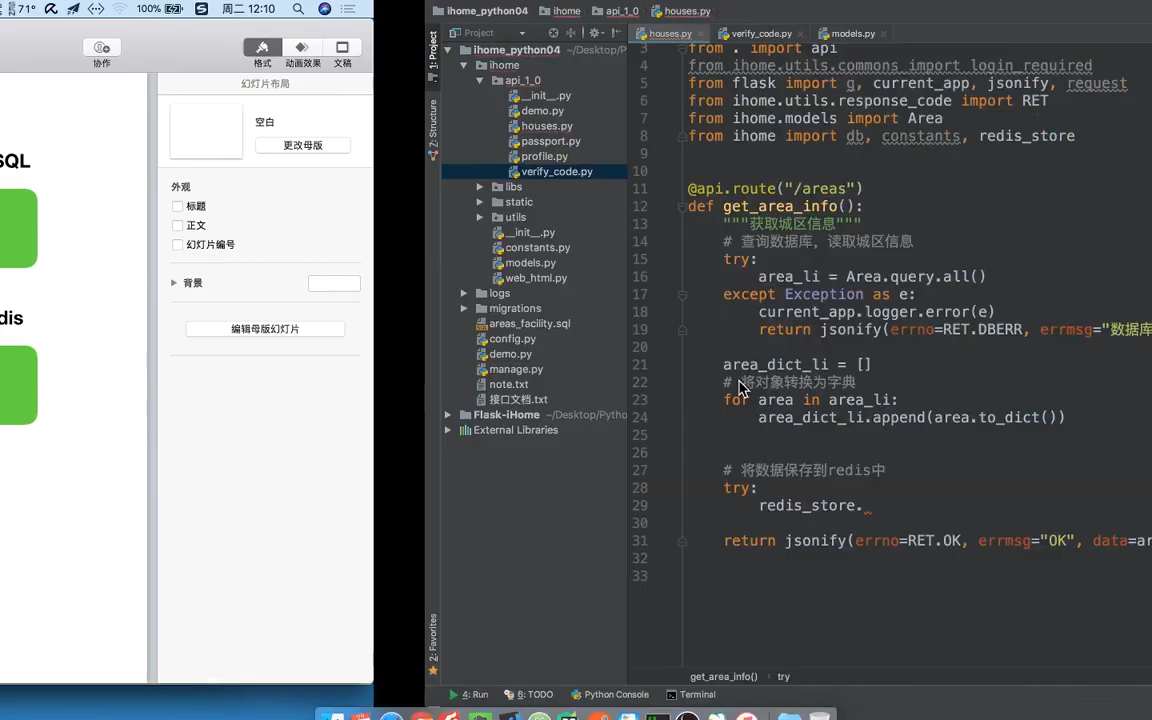 71° 100% 周二 12:10
协作
格式 动画效果 文稿
幻灯片布局
空白
更改母版
SQL
外观
标题
正文
幻灯片编号
背景
dis
编辑母版幻灯片
ihome_python04 ihome api_1_0 houses.py
1: Project
Z: Structure
2: Favorites
Project
ihome_python04 ~/Desktop/P
ihome
api_1_0
__init__.py
demo.py
houses.py
passport.py
profile.py
verify_code.py
libs
static
utils
__init__.py
constants.py
models.py
web_html.py
logs
migrations
areas_facility.sql
config.py
demo.py
manage.py
note.txt
接口文档.txt
Flask-iHome ~/Desktop/Pytho
External Libraries
houses.py verify_code.py models.py
3 from . import api
4 from ihome.utils.commons import login_required
5 from flask import g, current_app, jsonify, request
6 from ihome.utils.response_code import RET
7 from ihome.models import Area
8 from ihome import db, constants, redis_store
9
10
11 @api.route("/areas")
12 def get_area_info():
13 """获取城区信息"""
14 # 查询数据库，读取城区信息
15 try:
16 area_li = Area.query.all()
17 except Exception as e:
18 current_app.logger.error(e)
19 return jsonify(errno=RET.DBERR, errmsg="数据库
20
21 area_dict_li = []
22 # 将对象转换为字典
23 for area in area_li:
24 area_dict_li.append(area.to_dict())
25
26
27 # 将数据保存到redis中
28 try:
29 redis_store.
30
31 return jsonify(errno=RET.OK, errmsg="OK", data=ar
32
33
get_area_info() try
4: Run 6: TODO Python Console Terminal